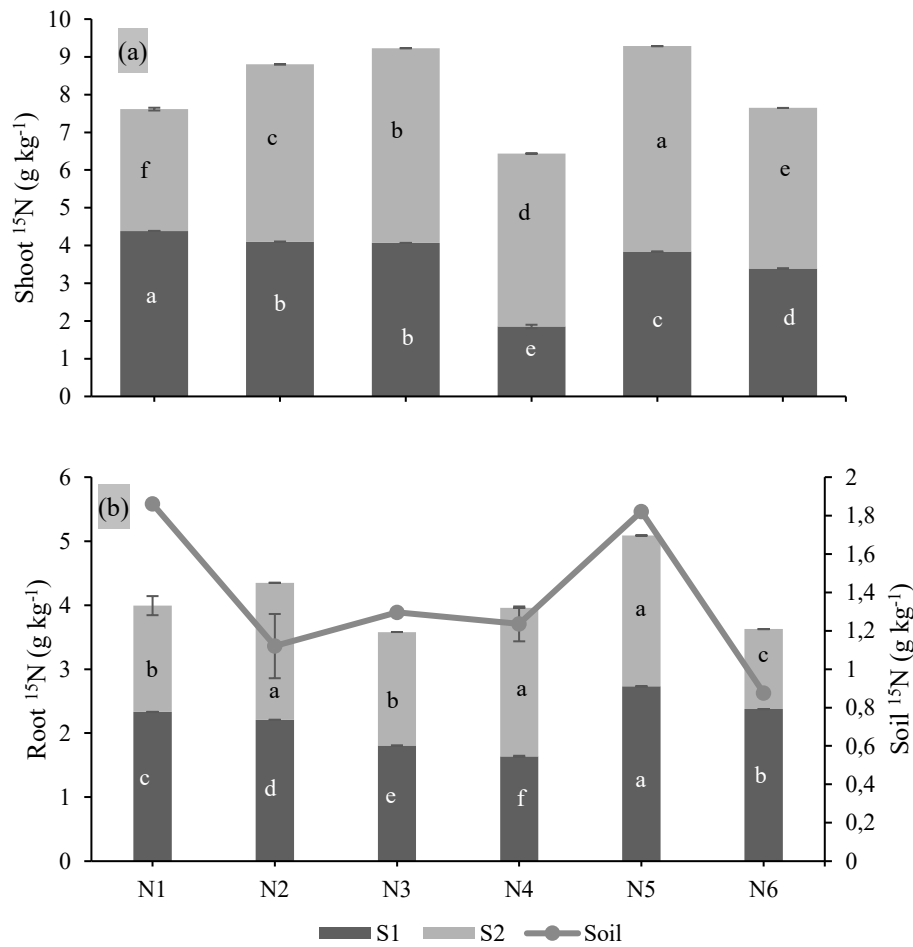 10
9
8
7
6
5
4
3
2
1
0
Shoot ¹⁵N (g kg⁻¹)
(a)
f c b d a e
a b b e c d
6
5
4
3
2
1
0
Root ¹⁵N (g kg⁻¹)
(b)
b a b a a c
c d e f a b
2
1,8
1,6
1,4
1,2
1
0,8
0,6
0,4
0,2
0
Soil ¹⁵N (g kg⁻¹)
N1 N2 N3 N4 N5 N6
S1 S2 Soil